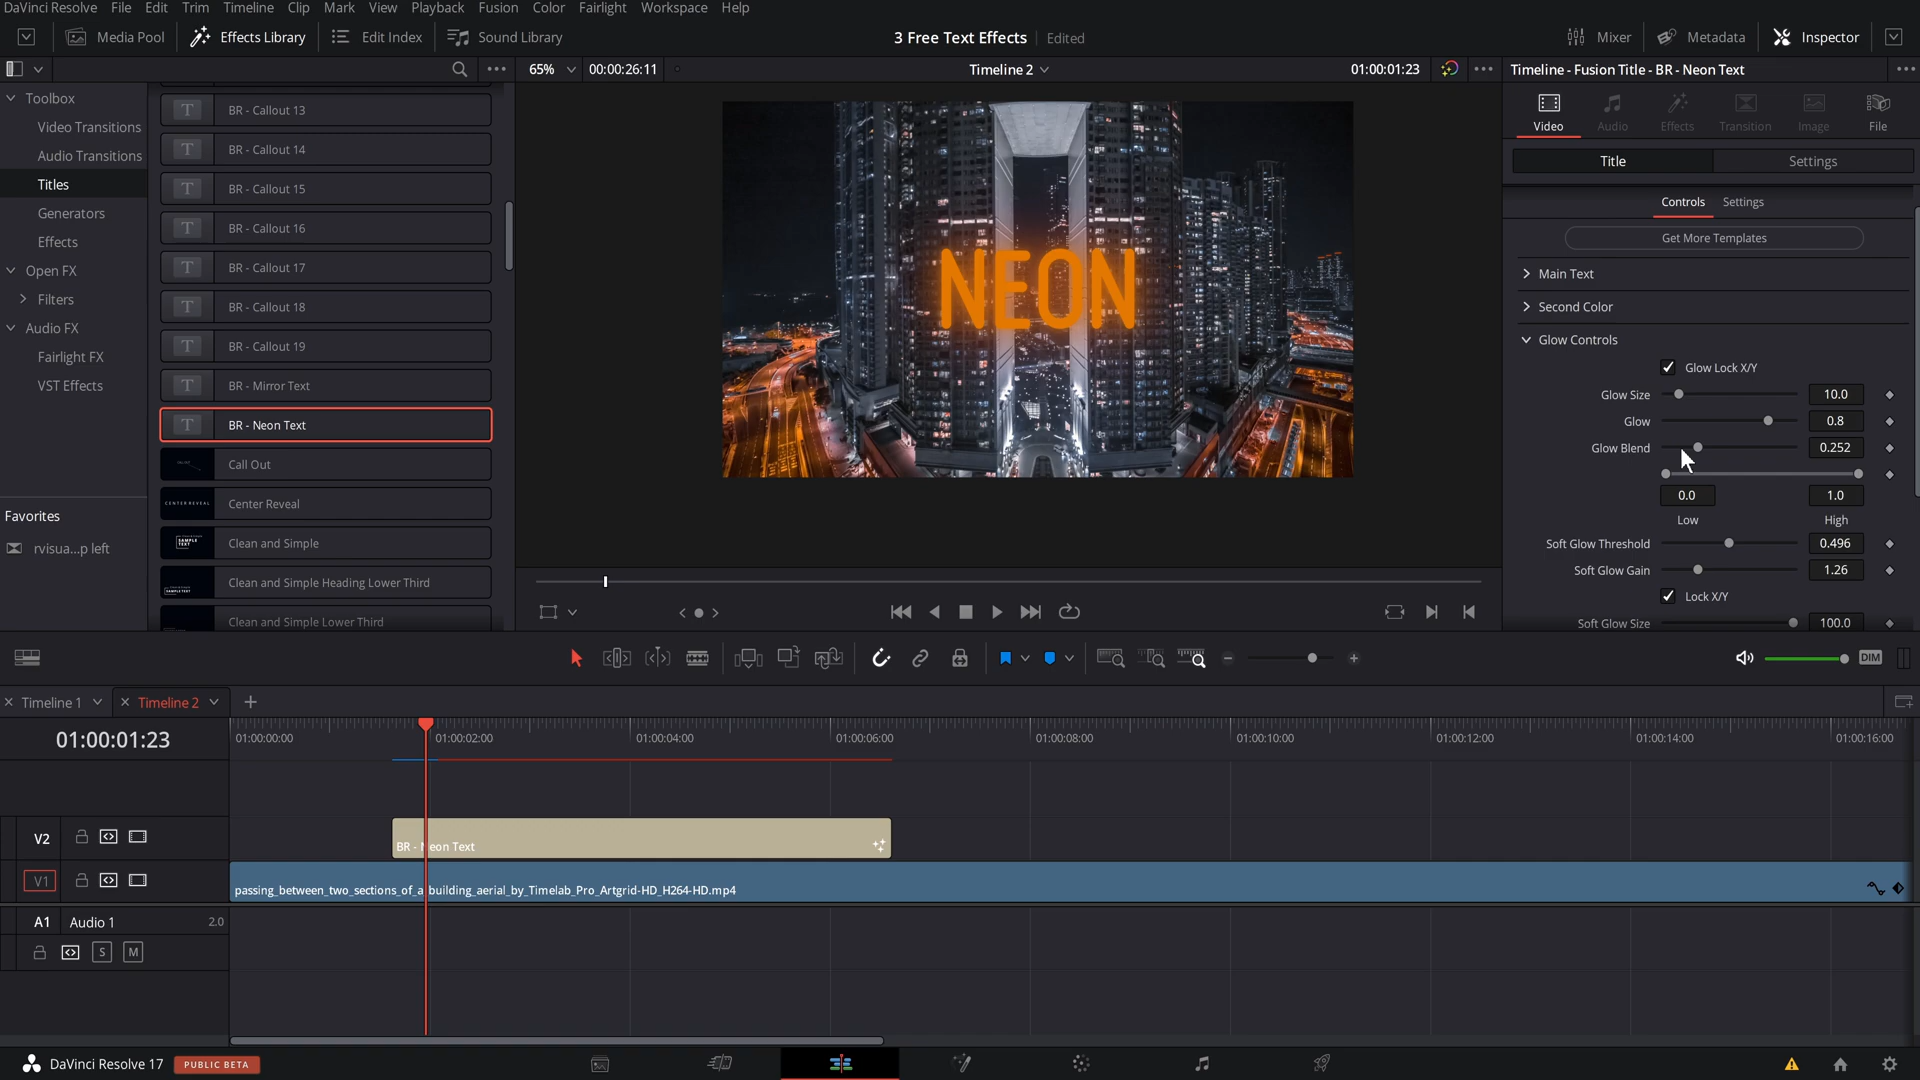 DaVinci Resolve File Edit Trim Timeline Clip Mark View Playback Fusion Color Fairlight Workspace Help
Media Pool Effects Library Edit Index Sound Library 3 Free Text Effects Edited Mixer Metadata Inspector
65% 00:00:26:11 Timeline 2 01:00:01:23 Timeline - Fusion Title - BR - Neon Text
Toolbox
Video Transitions
Audio Transitions
Titles
Generators
Effects
Open FX
Filters
Audio FX
Fairlight FX
VST Effects
Favorites
rvisua...p left
BR - Callout 13
BR - Callout 14
BR - Callout 15
BR - Callout 16
BR - Callout 17
BR - Callout 18
BR - Callout 19
BR - Mirror Text
BR - Neon Text
Call Out
CENTER REVEAL Center Reveal
SAMPLE TEXT Clean and Simple
Clean and Simple Heading Lower Third
Clean and Simple Lower Third
NEON
Video Audio Effects Transition Image File
Title Settings
Controls Settings
Get More Templates
Main Text
Second Color
Glow Controls
Glow Lock X/Y
Glow Size 10.0
Glow 0.8
Glow Blend 0.252
0.0 1.0
Low High
Soft Glow Threshold 0.496
Soft Glow Gain 1.26
Lock X/Y
Soft Glow Size 100.0
DIM
Timeline 1 Timeline 2
01:00:01:23 01:00:00:00 01:00:02:00 01:00:04:00 01:00:06:00 01:00:08:00 01:00:10:00 01:00:12:00 01:00:14:00 01:00:16:00
V2
BR - Neon Text
V1
passing_between_two_sections_of_a_building_aerial_by_Timelab_Pro_Artgrid-HD_H264-HD.mp4
A1 Audio 1 2.0
S M
DaVinci Resolve 17 PUBLIC BETA